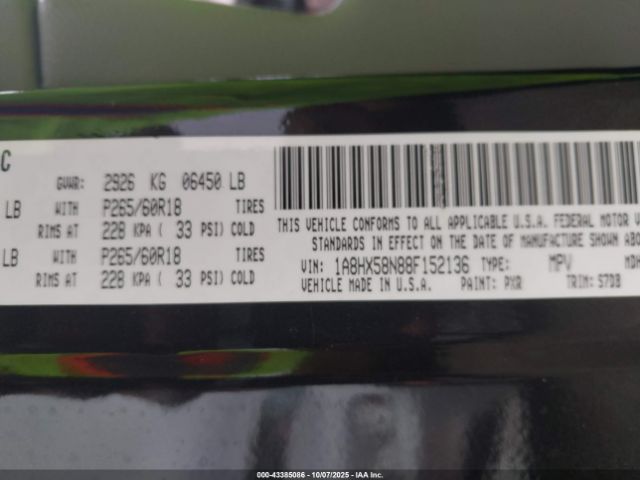 C
GVWR: 2926 KG 06450 LB
LB WITH P265/60R18 TIRES
RIMS AT 228 KPA ( 33 PSI) COLD
LB WITH P265/60R18 TIRES
RIMS AT 228 KPA ( 33 PSI) COLD
THIS VEHICLE CONFORMS TO ALL APPLICABLE U.S.A. FEDERAL MOTOR
STANDARDS IN EFFECT ON THE DATE OF MANUFACTURE SHOWN ABO
VIN: 1A8HX58N88F152136 TYPE: MPV MDH
VEHICLE MADE IN U.S.A. PAINT: PXR TRIM: S7DB
000-43385086 - 10/07/2025 - IAAI.COM